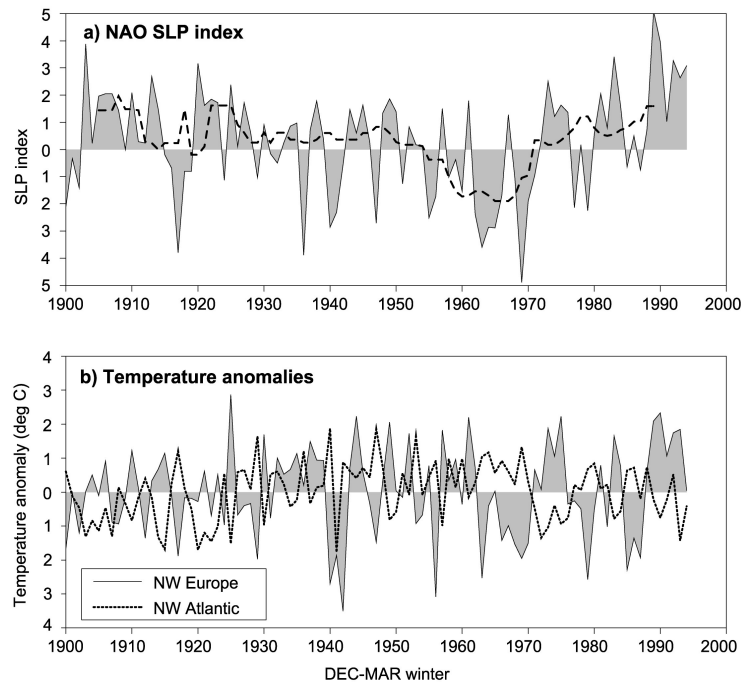 a) NAO SLP index
SLP index
5
4
3
2
1
0
1
2
3
4
5
1900 1910 1920 1930 1940 1950 1960 1970 1980 1990 2000
b) Temperature anomalies
Temperature anomaly (deg C)
4
3
2
1
0
1
2
3
4
NW Europe
NW Atlantic
1900 1910 1920 1930 1940 1950 1960 1970 1980 1990 2000
DEC-MAR winter